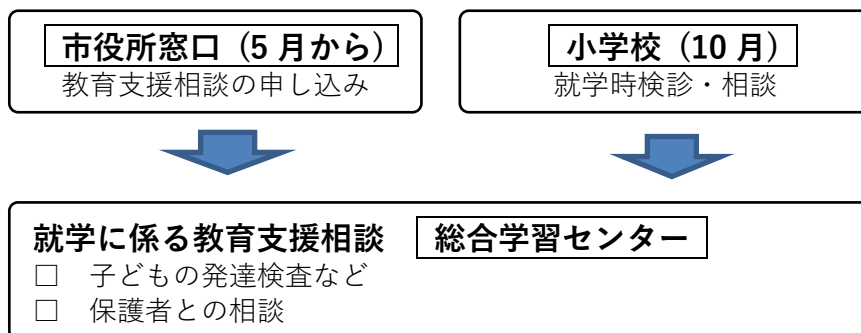 市役所窓口（5 月から）
教育支援相談の申し込み
小学校（10 月）
就学時検診・相談
就学に係る教育支援相談 総合学習センター
□ 子どもの発達検査など
□ 保護者との相談